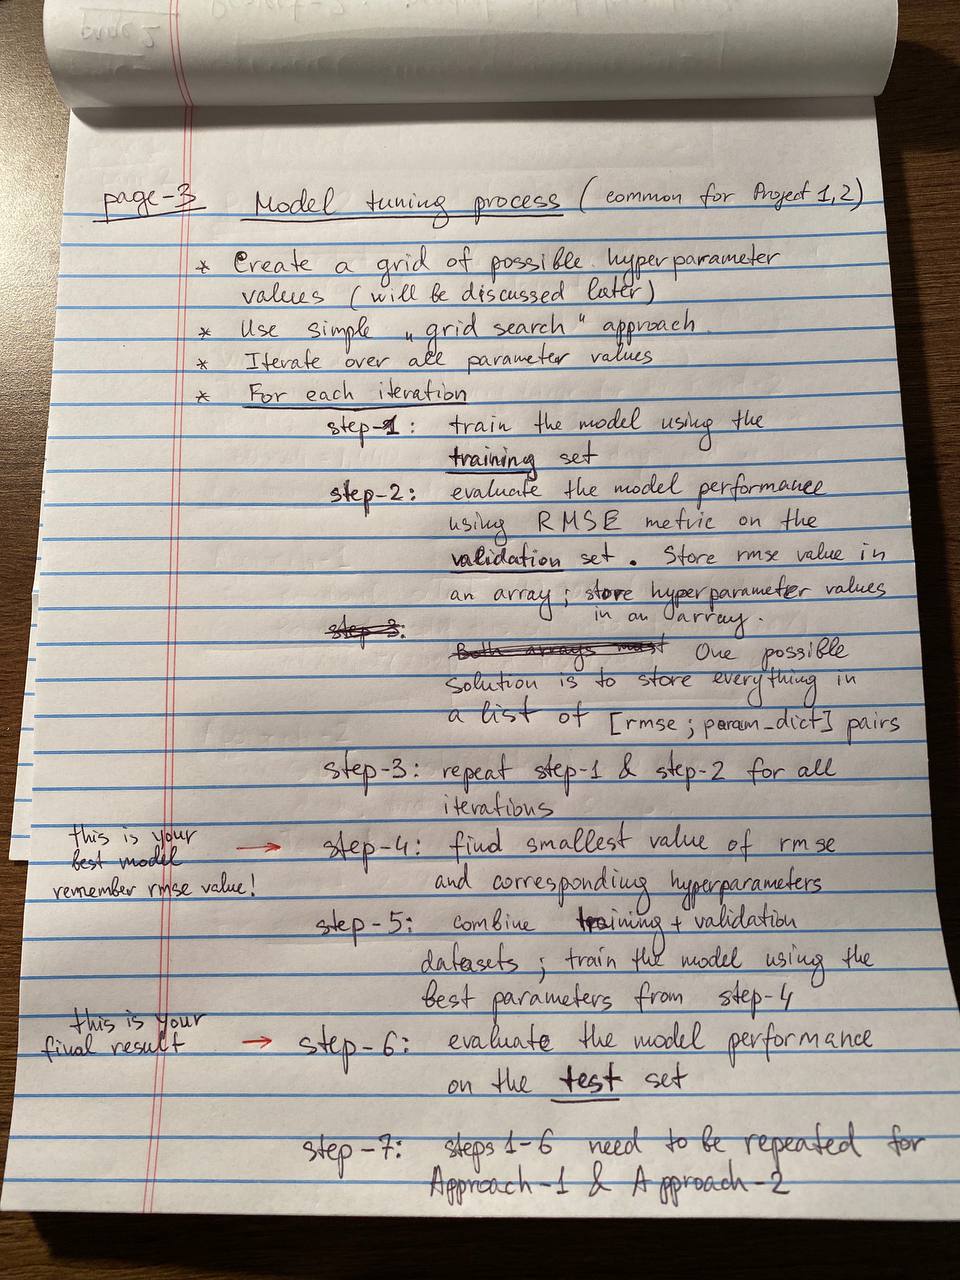 page-3 Model tuning process (common for Project 1,2)
* Create a grid of possible hyperparameter
values (will be discussed later)
* Use simple „grid search" approach
* Iterate over all parameter values
* For each iteration
step-1: train the model using the
training set
step-2: evaluate the model performance
using RMSE metric on the
validation set. Store rmse value in
an array; store hyperparameter values
in an array.
step 3:
Both arrays must One possible
solution is to store everything in
a list of [rmse; param_dict] pairs
step-3: repeat step-1 & step-2 for all
iterations
this is your
best model
remember rmse value!
→ step-4: find smallest value of rmse
and corresponding hyperparameters
step-5: combine training + validation
datasets; train the model using the
best parameters from step-4
this is your
final result
→ step-6: evaluate the model performance
on the test set
step-7: steps 1-6 need to be repeated for
Approach-1 & Approach-2